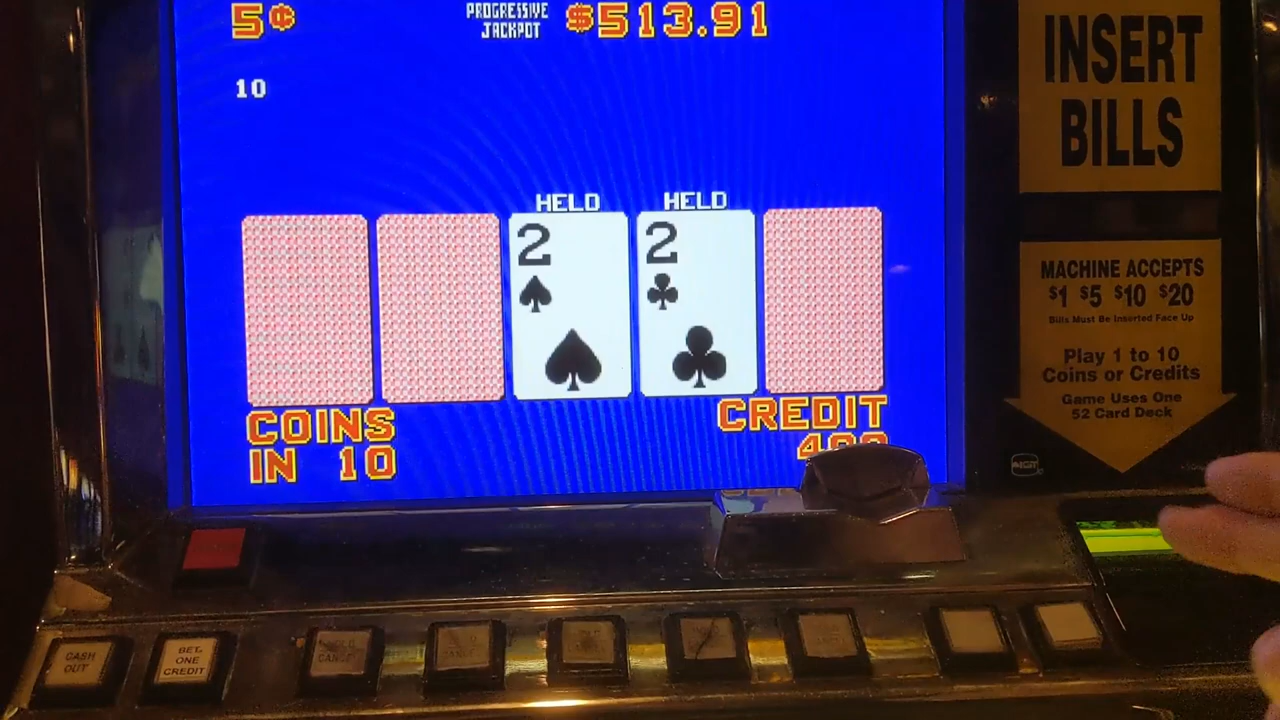 5¢ PROGRESSIVE JACKPOT $513.91
10
HELD HELD
2 2
COINS IN 10
CREDIT
INSERT
BILLS
MACHINE ACCEPTS
$1 $5 $10 $20
Bills Must Be Inserted Face Up
Play 1 to 10
Coins or Credits
Game Uses One
52 Card Deck
IGT
CASH OUT
BET ONE CREDIT